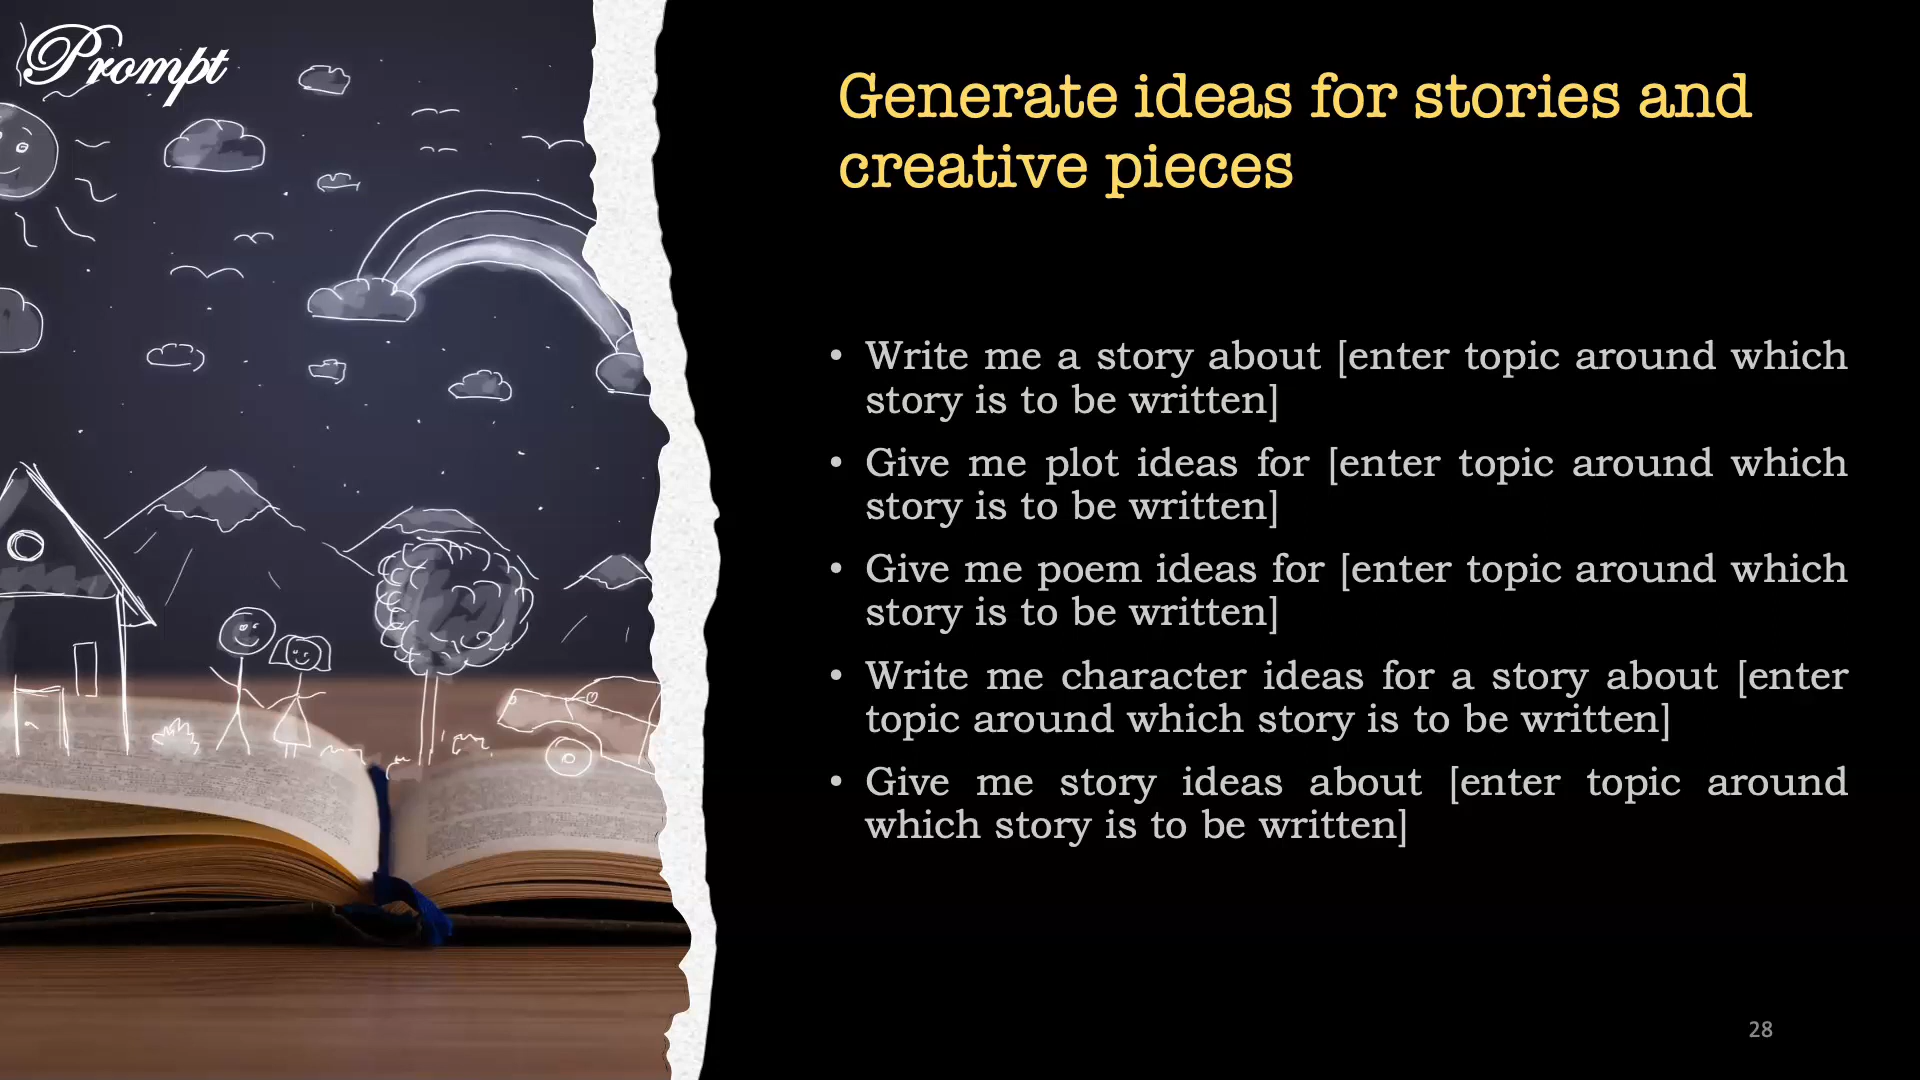 Prompt
Generate ideas for stories and
creative pieces
• Write me a story about [enter topic around which
story is to be written]
• Give me plot ideas for [enter topic around which
story is to be written]
• Give me poem ideas for [enter topic around which
story is to be written]
• Write me character ideas for a story about [enter
topic around which story is to be written]
• Give me story ideas about [enter topic around
which story is to be written]
28